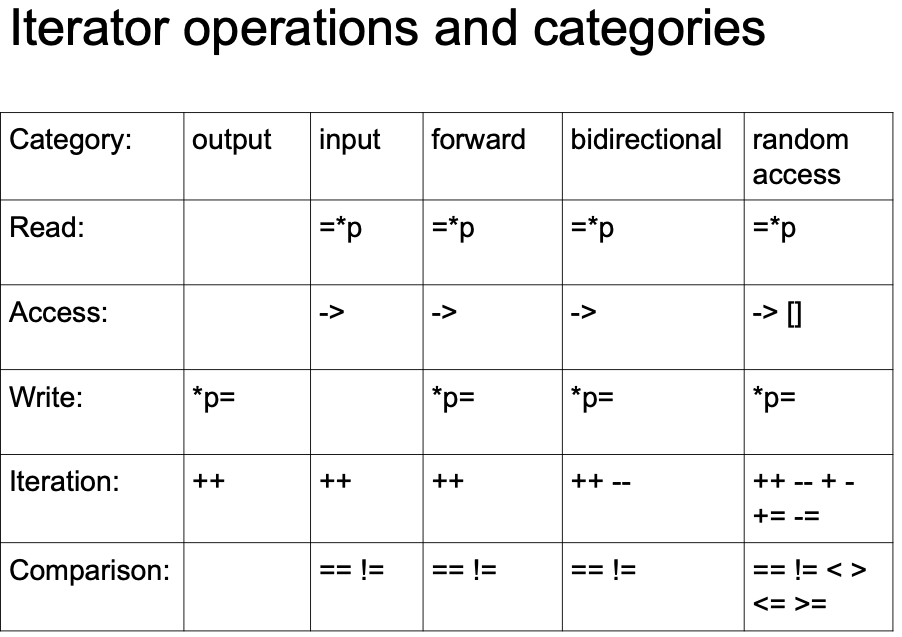 Iterator operations and categories
Category: output input forward bidirectional random
access
Read: =*p =*p =*p =*p
Access: -> -> -> -> []
Write: *p= *p= *p= *p=
Iteration: ++ ++ ++ ++ -- ++ -- + -
+= -=
Comparison: == != == != == != == != < >
<= >=